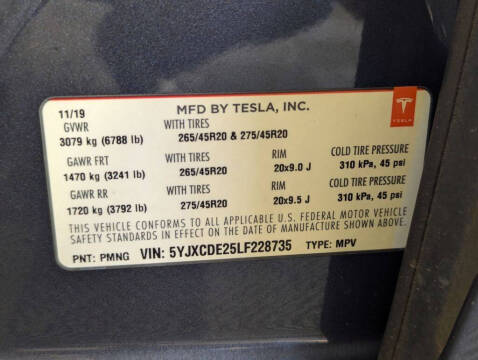 11/19 MFD BY TESLA, INC.
TESLA
GVWR WITH TIRES
3079 kg (6788 lb) 265/45R20 & 275/45R20
GAWR FRT WITH TIRES RIM COLD TIRE PRESSURE
1470 kg (3241 lb) 265/45R20 20x9.0 J 310 kPa, 45 psi
GAWR RR WITH TIRES RIM COLD TIRE PRESSURE
1720 kg (3792 lb) 275/45R20 20x9.5 J 310 kPa, 45 psi
THIS VEHICLE CONFORMS TO ALL APPLICABLE U.S. FEDERAL MOTOR VEHICLE
SAFETY STANDARDS IN EFFECT ON THE DATE OF MANUFACTURE SHOWN ABOVE.
PNT: PMNG VIN: 5YJXCDE25LF228735 TYPE: MPV